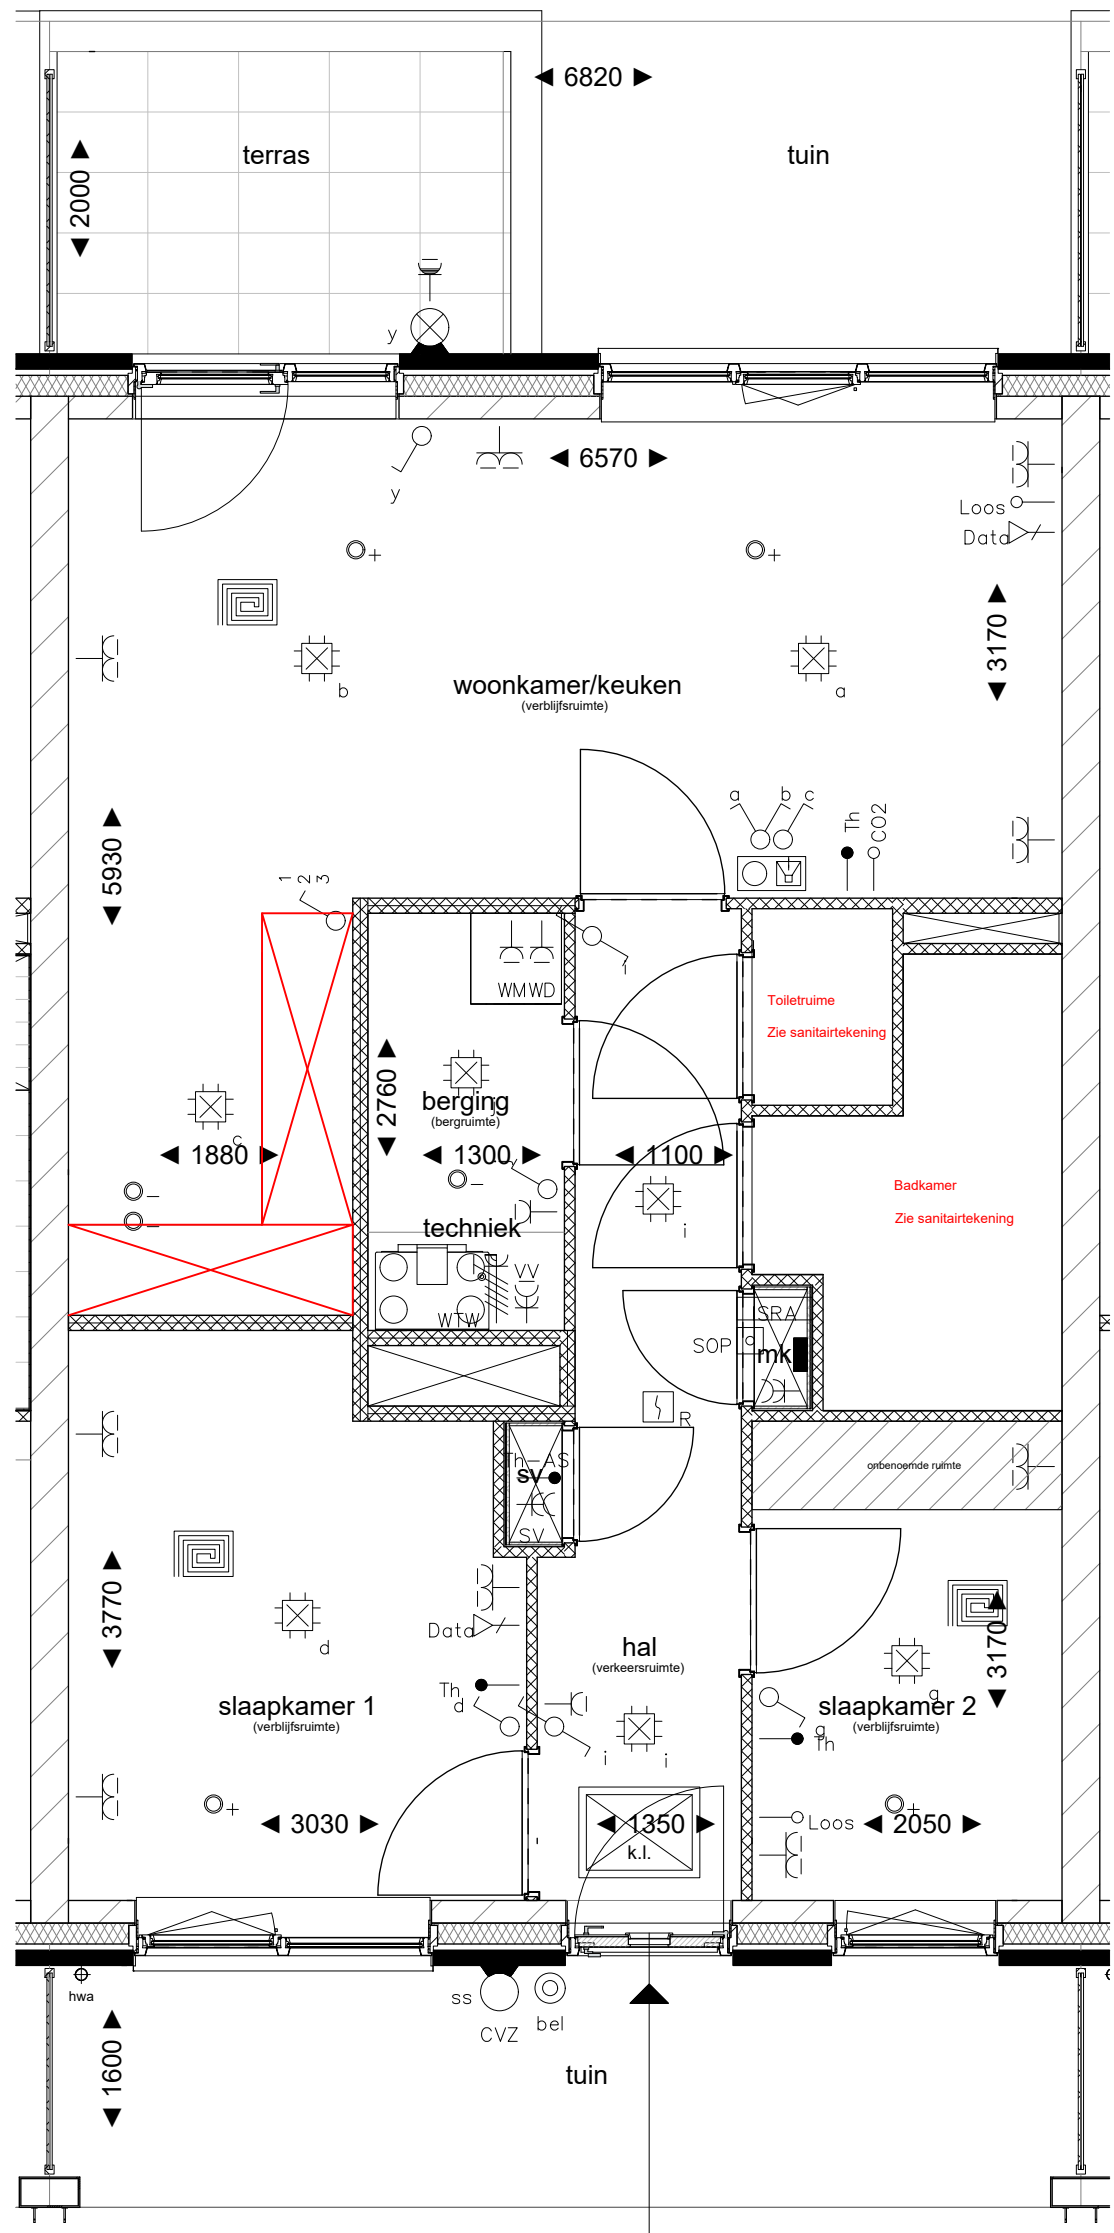 6820
terras
tuin
2000
y
y
6570
Loos
Data
3170
b
a
woonkamer/keuken
(verblijfsruimte)
a
b
c
Th
CO2
5930
1
2
3
WM
WD
Toiletruime
Zie sanitairtekening
2760
berging
(bergruimte)
c
1880
1300
1100
Badkamer
Zie sanitairtekening
techniek
i
VV
WTW
SRA
SOP
mk
R
onbenoemde ruimte
Th-AS
sv
SV
3770
d
Data
hal
(verkeersruimte)
3170
g
Th
d
slaapkamer 1
(verblijfsruimte)
slaapkamer 2
(verblijfsruimte)
g
Th
i
i
3030
1350
k.l.
Loos
2050
hwa
ss
CVZ
bel
1600
tuin